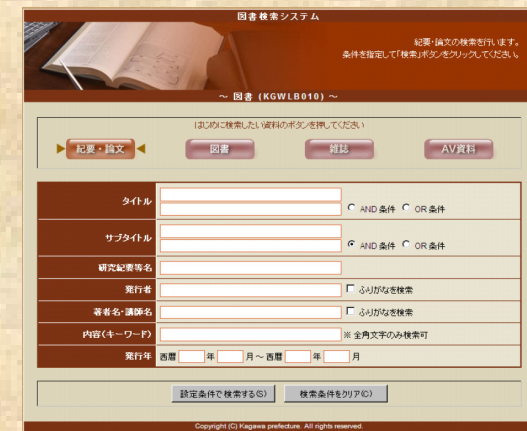 図書検索システム
紀要・論文の検索を行います。
条件を指定して「検索」ボタンをクリックしてください。
～ 図書 (KGWLB010) ～
はじめに検索したい資料のボタンを押してください
紀要・論文 図書 雑誌 AV資料
タイトル
AND 条件 OR 条件
サブタイトル
AND 条件 OR 条件
研究紀要等名
発行者 ふりがなを検索
著者名・講師名 ふりがなを検索
内容(キーワード) ※ 全角文字のみ検索可
発行年 西暦 年 月 ～ 西暦 年 月
設定条件で検索する(S) 検索条件をクリア(C)
Copyright (C) Kagawa prefecture. All rights reserved.